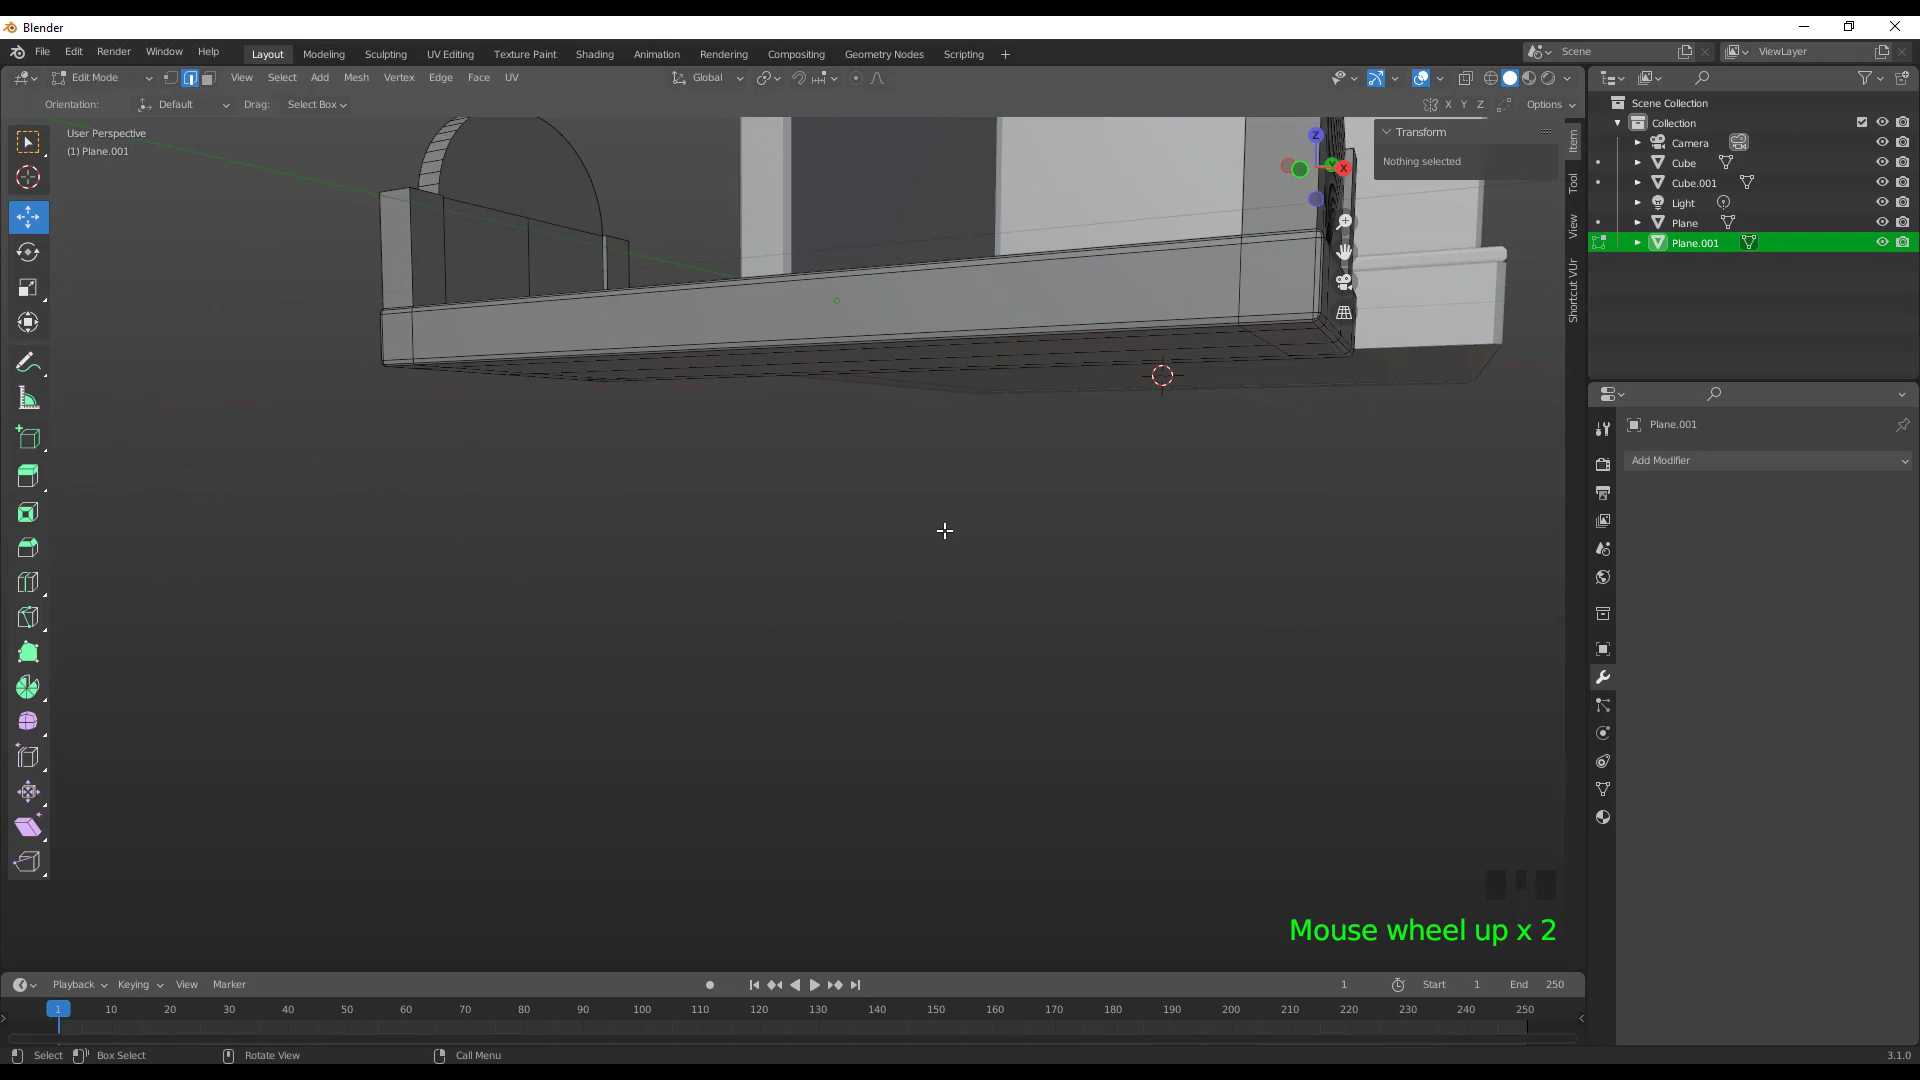 Blender
File Edit Render Window Help Layout Modeling Sculpting UV Editing Texture Paint Shading Animation Rendering Compositing Geometry Nodes Scripting + Scene ViewLayer
Edit Mode View Select Add Mesh Vertex Edge Face UV Global
Orientation: Default Drag: Select Box X Y Z Options
User Perspective
(1) Plane.001
Transform
Nothing selected
Item
Tool
View
Shortcut VUr
Z
Y
X
Scene Collection
Collection
Camera
Cube
Cube.001
Light
Plane
Plane.001
Plane.001
Add Modifier
Mouse wheel up x 2
Playback Keying View Marker 1 Start 1 End 250
1 10 20 30 40 50 60 70 80 90 100 110 120 130 140 150 160 170 180 190 200 210 220 230 240 250
Select Box Select Rotate View Call Menu 3.1.0